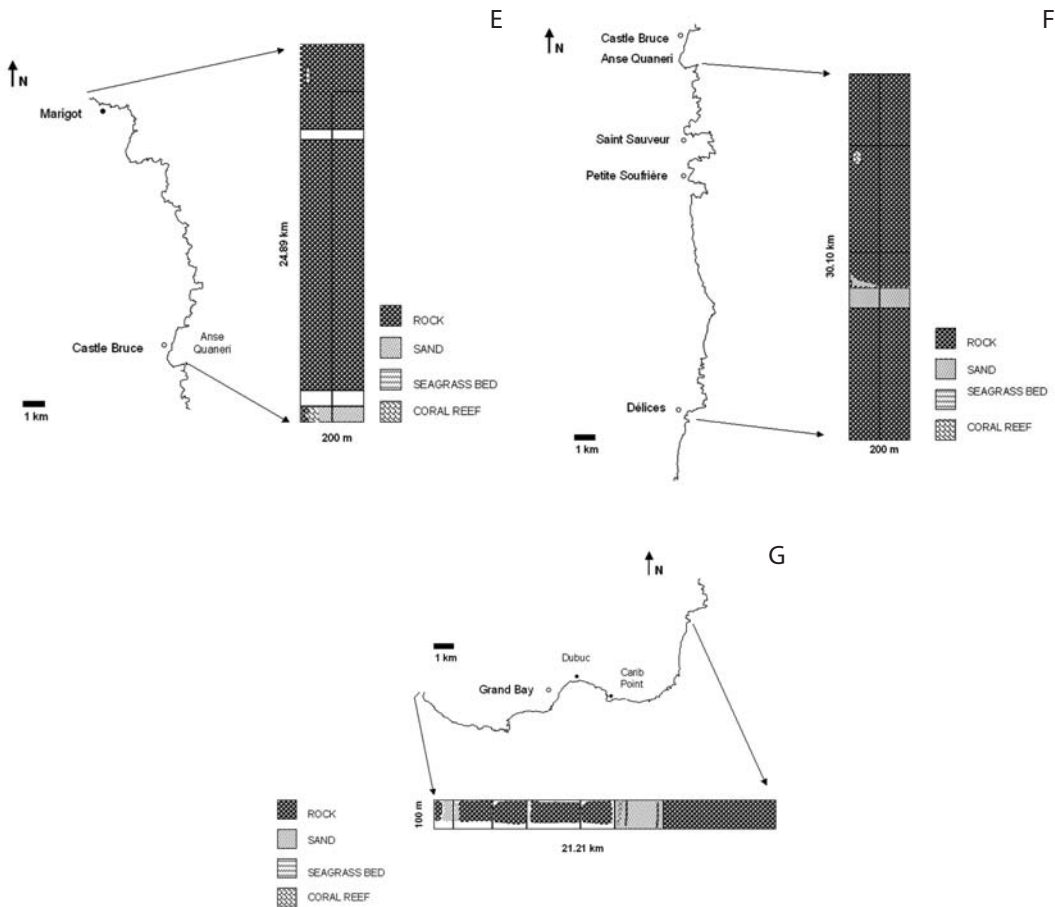 E
N
Marigot
24.89 km
Castle Bruce
Anse
Quaneri
1 km
200 m
ROCK
SAND
SEAGRASS BED
CORAL REEF
F
N
Castle Bruce
Anse Quaneri
Saint Sauveur
Petite Soufrière
30.10 km
Délices
1 km
200 m
ROCK
SAND
SEAGRASS BED
CORAL REEF
G
N
1 km
Dubuc
Carib
Point
Grand Bay
100 m
21.21 km
ROCK
SAND
SEAGRASS BED
CORAL REEF